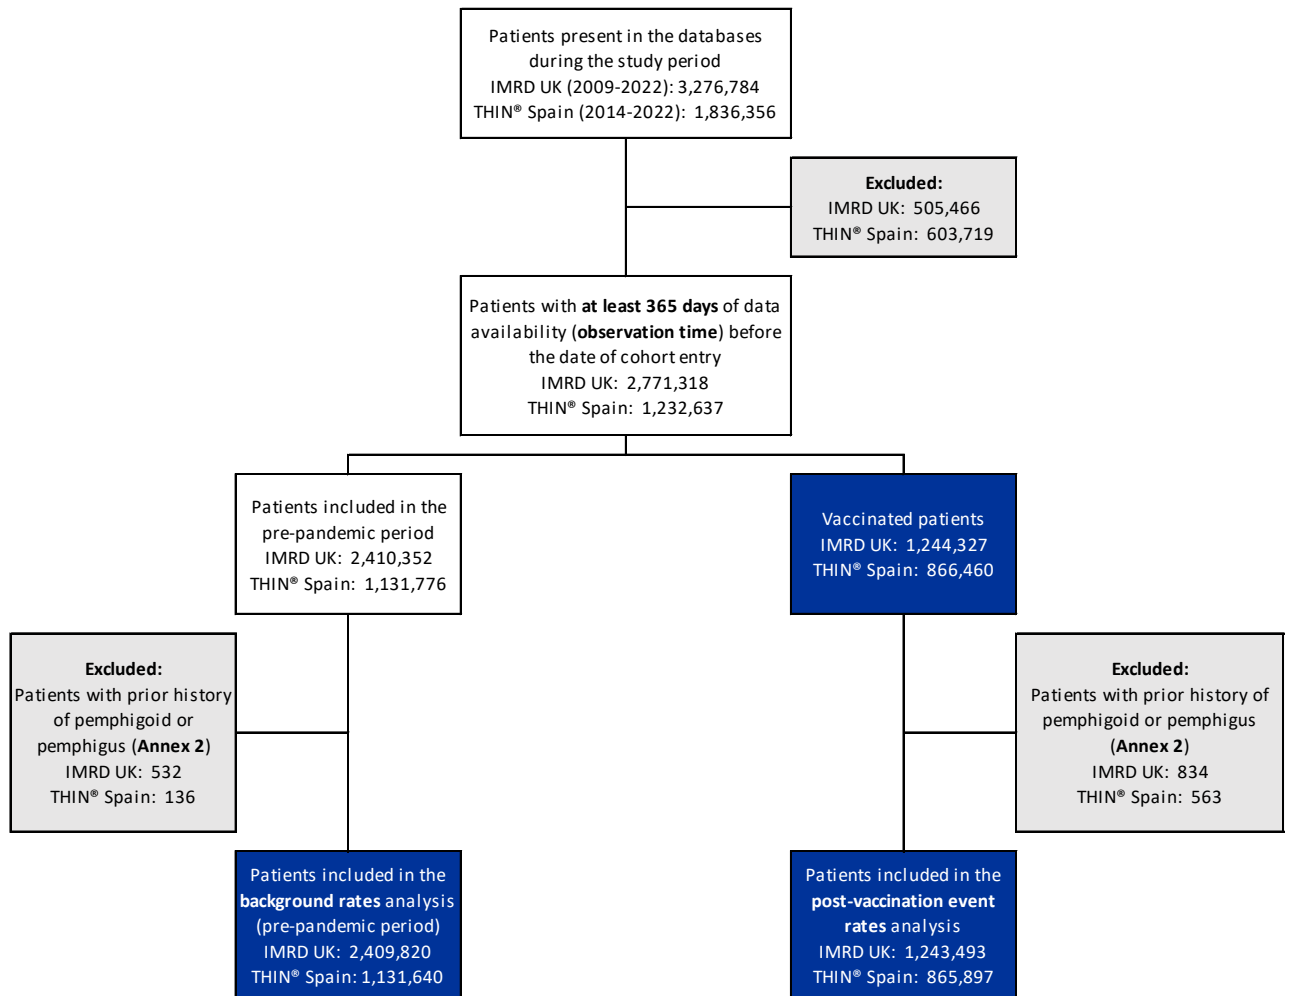 Patients present in the databases
during the study period
IMRD UK (2009-2022): 3,276,784
THIN® Spain (2014-2022): 1,836,356
Excluded:
IMRD UK: 505,466
THIN® Spain: 603,719
Patients with at least 365 days of data
availability (observation time) before
the date of cohort entry
IMRD UK: 2,771,318
THIN® Spain: 1,232,637
Patients included in the
pre-pandemic period
IMRD UK: 2,410,352
THIN® Spain: 1,131,776
Vaccinated patients
IMRD UK: 1,244,327
THIN® Spain: 866,460
Excluded:
Patients with prior history
of pemphigoid or
pemphigus (Annex 2)
IMRD UK: 532
THIN® Spain: 136
Excluded:
Patients with prior history of
pemphigoid or pemphigus
(Annex 2)
IMRD UK: 834
THIN® Spain: 563
Patients included in the
background rates analysis
(pre-pandemic period)
IMRD UK: 2,409,820
THIN® Spain: 1,131,640
Patients included in the
post-vaccination event
rates analysis
IMRD UK: 1,243,493
THIN® Spain: 865,897